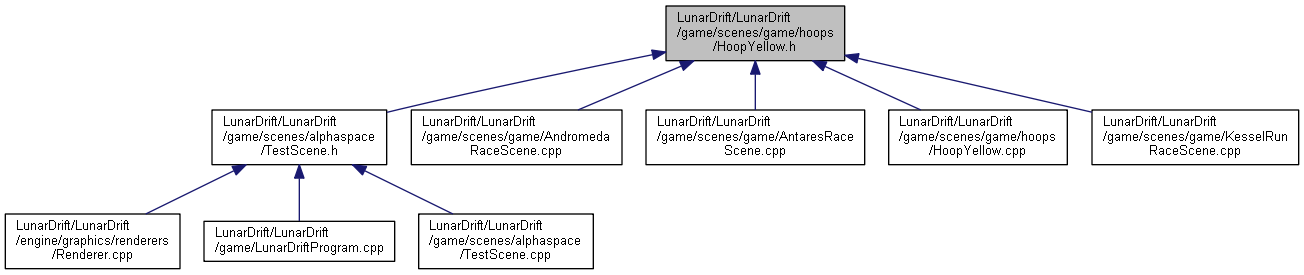 LunarDrift/LunarDrift
/game/scenes/game/hoops
/HoopYellow.h
LunarDrift/LunarDrift
/game/scenes/alphaspace
/TestScene.h
LunarDrift/LunarDrift
/game/scenes/game/Andromeda
RaceScene.cpp
LunarDrift/LunarDrift
/game/scenes/game/AntaresRace
Scene.cpp
LunarDrift/LunarDrift
/game/scenes/game/hoops
/HoopYellow.cpp
LunarDrift/LunarDrift
/game/scenes/game/KesselRun
RaceScene.cpp
LunarDrift/LunarDrift
/engine/graphics/renderers
/Renderer.cpp
LunarDrift/LunarDrift
/game/LunarDriftProgram.cpp
LunarDrift/LunarDrift
/game/scenes/alphaspace
/TestScene.cpp